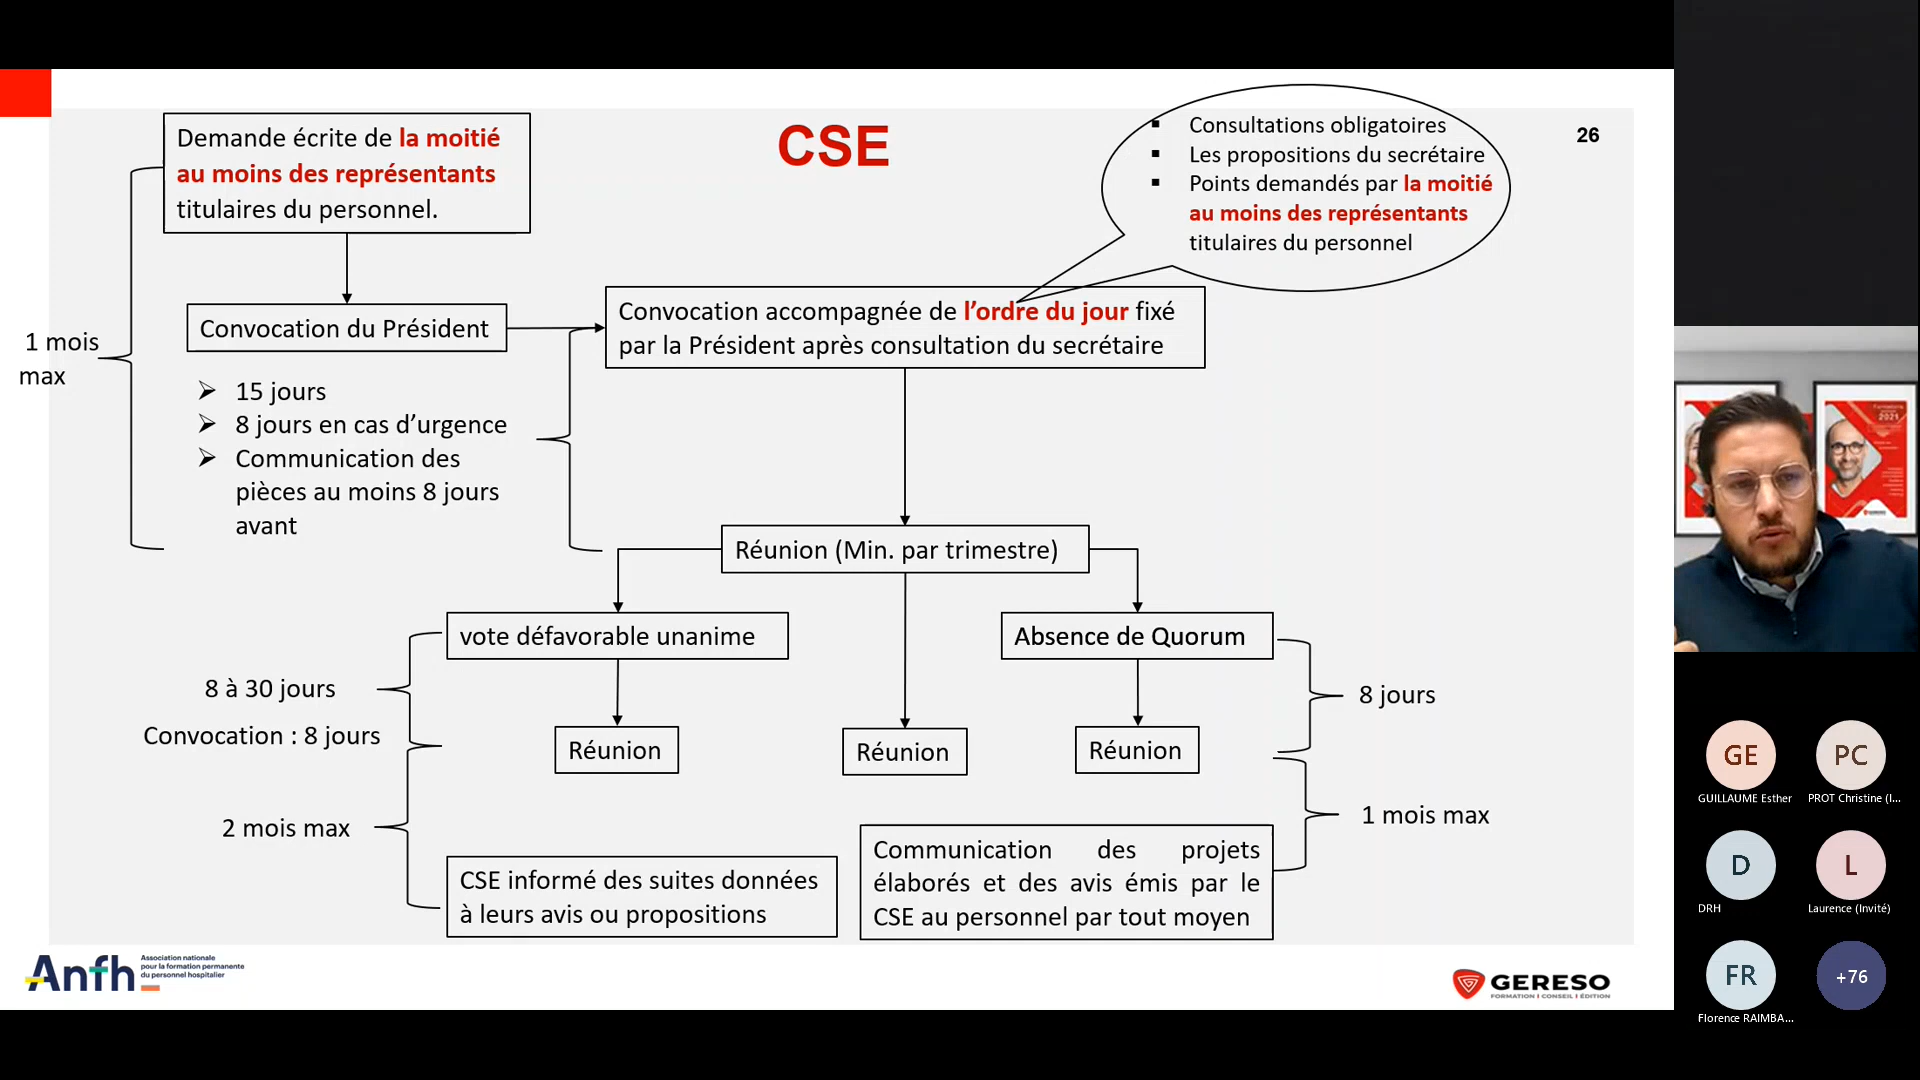 Demande écrite de la moitié
au moins des représentants
titulaires du personnel.
CSE
▪ Consultations obligatoires
▪ Les propositions du secrétaire
▪ Points demandés par la moitié
au moins des représentants
titulaires du personnel
26
Convocation du Président
Convocation accompagnée de l’ordre du jour fixé
par la Président après consultation du secrétaire
1 mois
max
➢ 15 jours
➢ 8 jours en cas d’urgence
➢ Communication des
pièces au moins 8 jours
avant
Réunion (Min. par trimestre)
vote défavorable unanime
Absence de Quorum
8 à 30 jours
Convocation : 8 jours
8 jours
Réunion
Réunion
Réunion
2 mois max
1 mois max
CSE informé des suites données
à leurs avis ou propositions
Communication des projets
élaborés et des avis émis par le
CSE au personnel par tout moyen
Anfh
Association nationale
pour la formation permanente
du personnel hospitalier
GERESO
FORMATION I CONSEIL I ÉDITION
2021
GE
GUILLAUME Esther
PC
PROT Christine (I...
D
DRH
L
Laurence (Invité)
FR
Florence RAIMBA...
+76